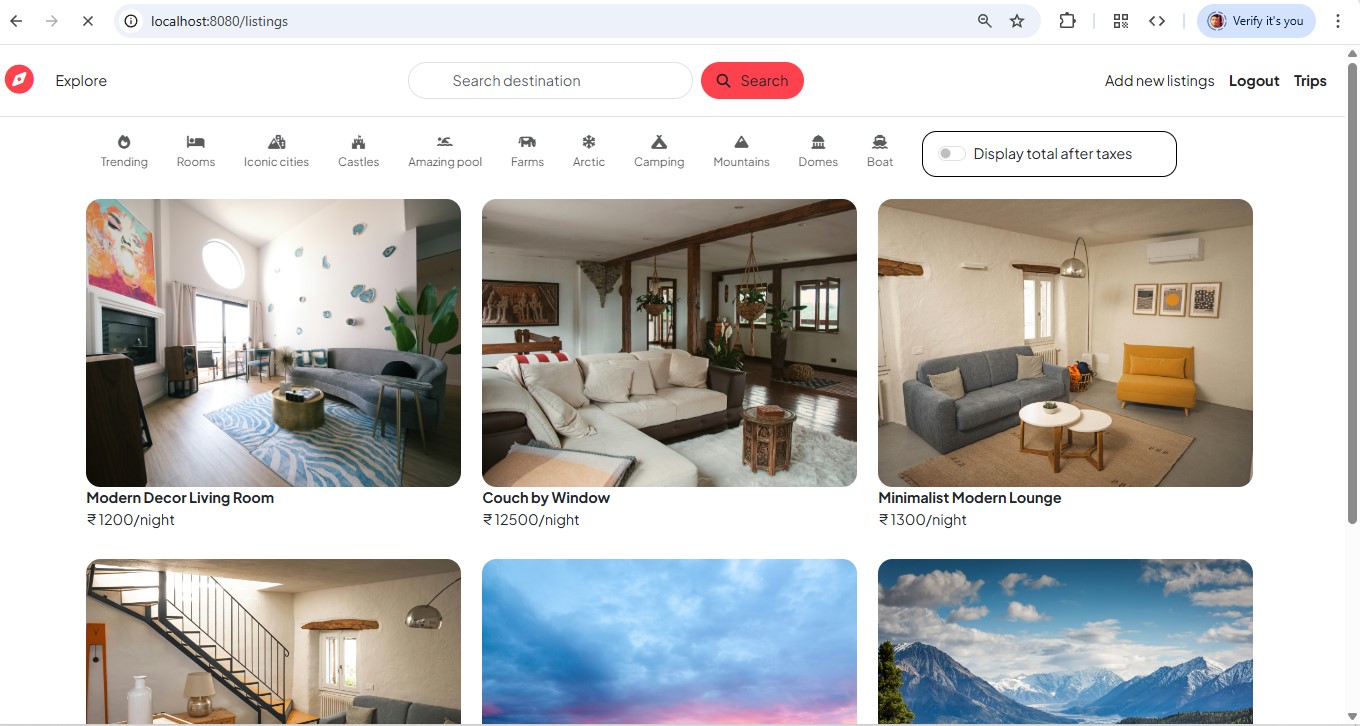 localhost:8080/listings
Verify it's you
Explore
Search destination
Search
Add new listings
Logout
Trips
Trending
Rooms
Iconic cities
Castles
Amazing pool
Farms
Arctic
Camping
Mountains
Domes
Boat
Display total after taxes
Modern Decor Living Room
₹1200/night
Couch by Window
₹12500/night
Minimalist Modern Lounge
₹1300/night